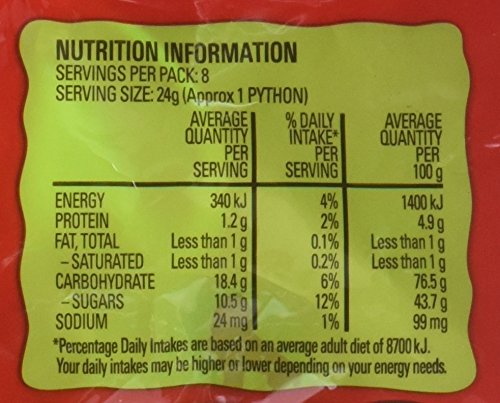 NUTRITION INFORMATION
SERVINGS PER PACK: 8
SERVING SIZE: 24g (Approx 1 PYTHON)
AVERAGE % DAILY AVERAGE
QUANTITY INTAKE* QUANTITY
PER PER PER
SERVING SERVING 100 g
ENERGY 340 kJ 4% 1400 kJ
PROTEIN 1.2 g 2% 4.9 g
FAT, TOTAL Less than 1 g 0.1% Less than 1 g
– SATURATED Less than 1 g 0.2% Less than 1 g
CARBOHYDRATE 18.4 g 6% 76.5 g
– SUGARS 10.5 g 12% 43.7 g
SODIUM 24 mg 1% 99 mg
*Percentage Daily Intakes are based on an average adult diet of 8700 kJ.
Your daily intakes may be higher or lower depending on your energy needs.